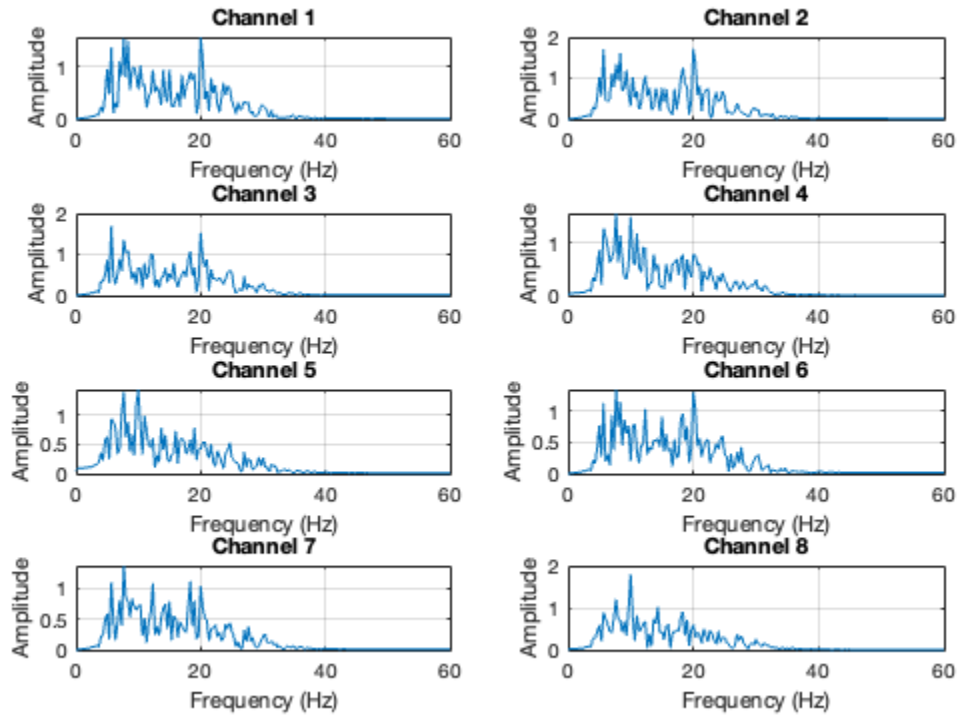 Channel 1
Amplitude
1
0
0 20 40 60
Frequency (Hz)
Channel 2
Amplitude
2
1
0
0 20 40 60
Frequency (Hz)
Channel 3
Amplitude
2
1
0
0 20 40 60
Frequency (Hz)
Channel 4
Amplitude
1
0
0 20 40 60
Frequency (Hz)
Channel 5
Amplitude
1
0.5
0
0 20 40 60
Frequency (Hz)
Channel 6
Amplitude
1
0.5
0
0 20 40 60
Frequency (Hz)
Channel 7
Amplitude
1
0.5
0
0 20 40 60
Frequency (Hz)
Channel 8
Amplitude
2
1
0
0 20 40 60
Frequency (Hz)